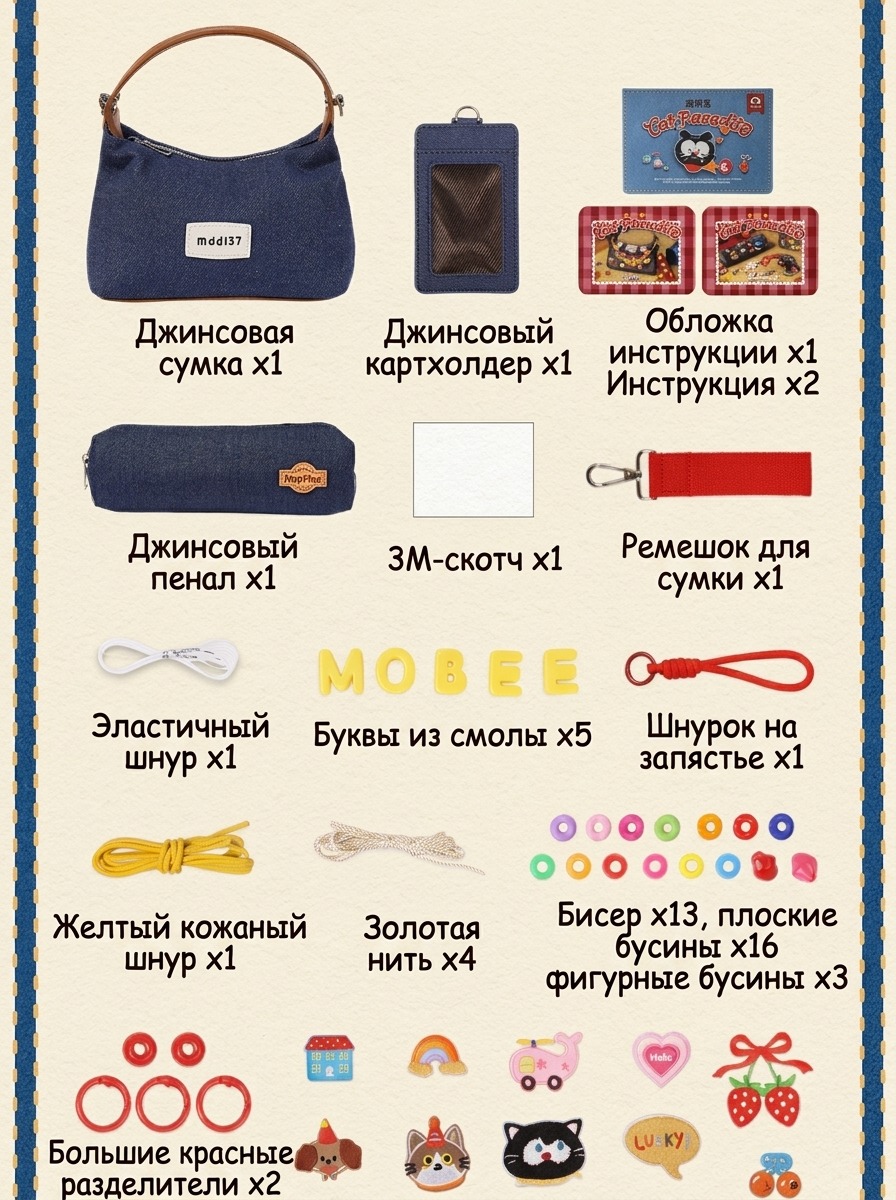 mdd137
Cat Paradise
Джинсовая
сумка x1
Джинсовый
картхолдер x1
Обложка
инструкции x1
Инструкция x2
NapFine
Джинсовый
пенал x1
3М-скотч x1
Ремешок для
сумки x1
MOBEE
Эластичный
шнур x1
Буквы из смолы x5
Шнурок на
запястье x1
Желтый кожаный
шнур x1
Золотая
нить x4
Бисер x13, плоские
бусины x16
фигурные бусины x3
LUCKY
Большие красные
разделители x2